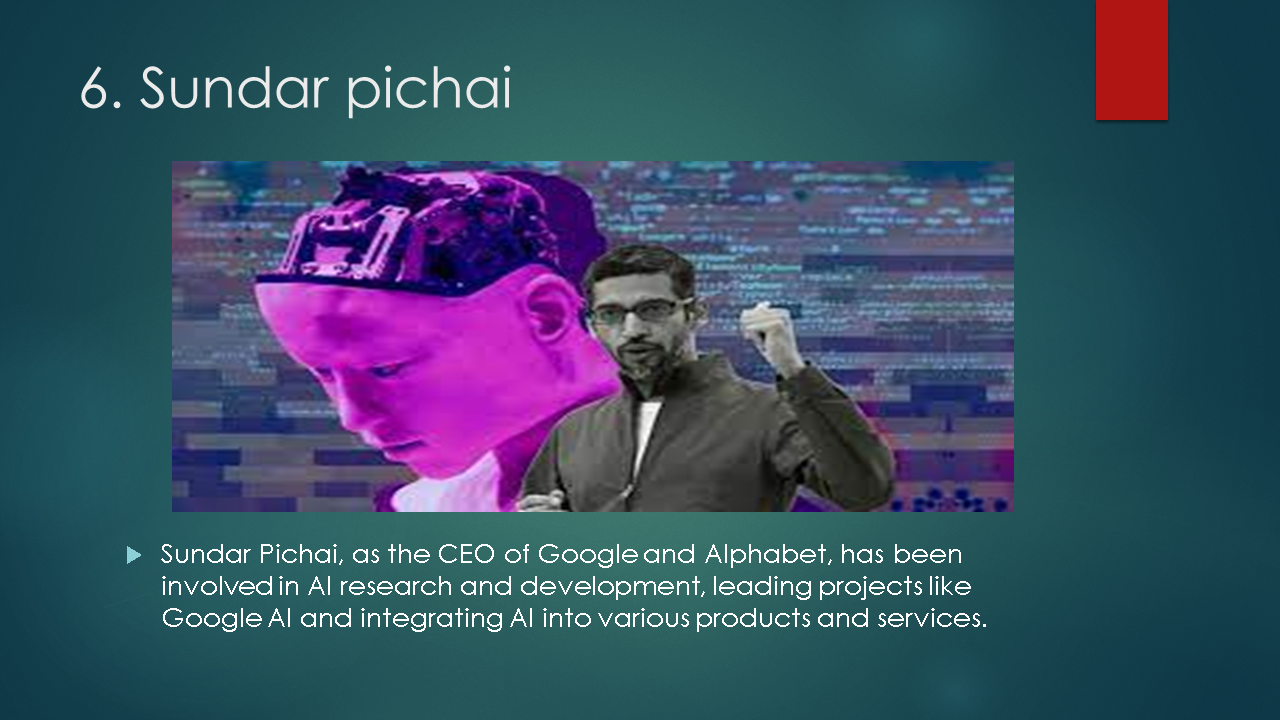 6. Sundar pichai
Sundar Pichai, as the CEO of Google and Alphabet, has been
involved in AI research and development, leading projects like
Google AI and integrating AI into various products and services.